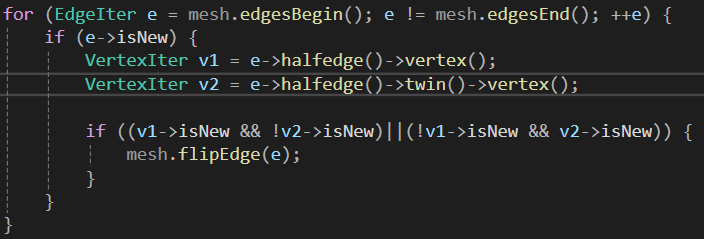 for (EdgeIter e = mesh.edgesBegin(); e != mesh.edgesEnd(); ++e) {
    if (e->isNew) {
        VertexIter v1 = e->halfedge()->vertex();
        VertexIter v2 = e->halfedge()->twin()->vertex();

        if ((v1->isNew && !v2->isNew)||(!v1->isNew && v2->isNew)) {
            mesh.flipEdge(e);
        }
    }
}